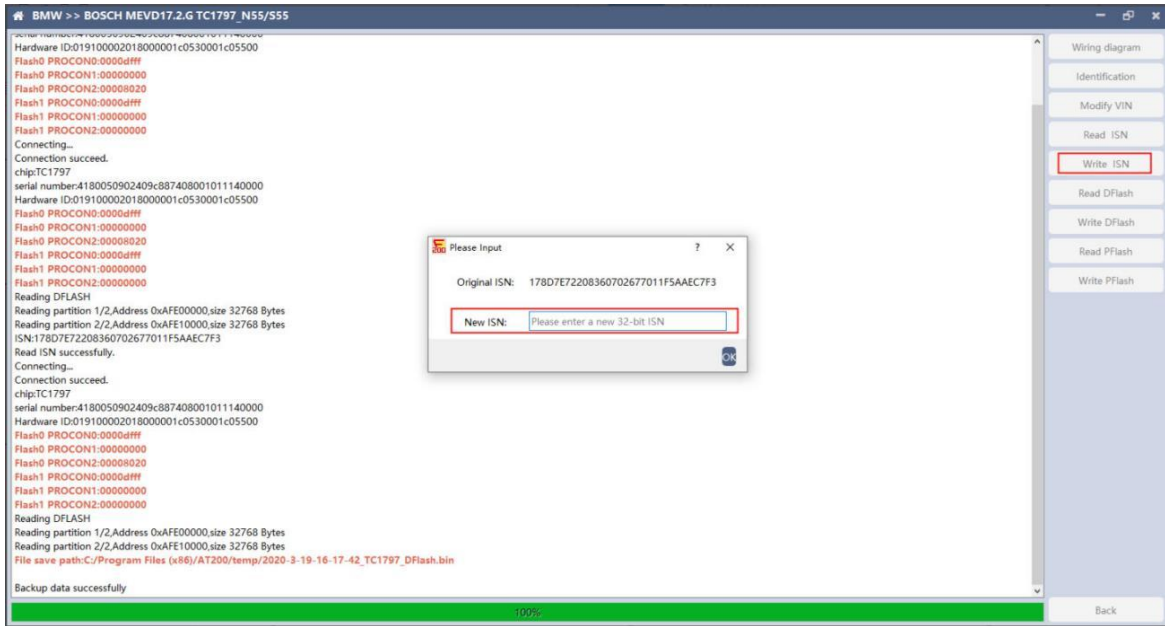 BMW >> BOSCH MEVD17.2.G TC1797_N55/S55
Hardware ID:019100002018000001c0530001c05500
Flash0 PROCON0:0000dfff
Flash0 PROCON1:00000000
Flash0 PROCON2:00008020
Flash1 PROCON0:0000dfff
Flash1 PROCON1:00000000
Flash1 PROCON2:00000000
Connecting...
Connection succeed.
chip:TC1797
serial number:4180050902409c887408001011140000
Hardware ID:019100002018000001c0530001c05500
Flash0 PROCON0:0000dfff
Flash0 PROCON1:00000000
Flash0 PROCON2:00008020
Flash1 PROCON0:0000dfff
Flash1 PROCON1:00000000
Flash1 PROCON2:00000000
Reading DFLASH
Reading partition 1/2,Address 0xAFE00000,size 32768 Bytes
Reading partition 2/2,Address 0xAFE10000,size 32768 Bytes
ISN:178D7E72208360702677011F5AAEC7F3
Read ISN successfully.
Connecting...
Connection succeed.
chip:TC1797
serial number:4180050902409c887408001011140000
Hardware ID:019100002018000001c0530001c05500
Flash0 PROCON0:0000dfff
Flash0 PROCON1:00000000
Flash0 PROCON2:00008020
Flash1 PROCON0:0000dfff
Flash1 PROCON1:00000000
Flash1 PROCON2:00000000
Reading DFLASH
Reading partition 1/2,Address 0xAFE00000,size 32768 Bytes
Reading partition 2/2,Address 0xAFE10000,size 32768 Bytes
File save path:C:/Program Files (x86)/AT200/temp/2020-3-19-16-17-42_TC1797_DFlash.bin
Backup data successfully
100%
Please Input
Original ISN: 178D7E72208360702677011F5AAEC7F3
New ISN: Please enter a new 32-bit ISN
OK
Wiring diagram
Identification
Modify VIN
Read ISN
Write ISN
Read DFlash
Write DFlash
Read PFlash
Write PFlash
Back